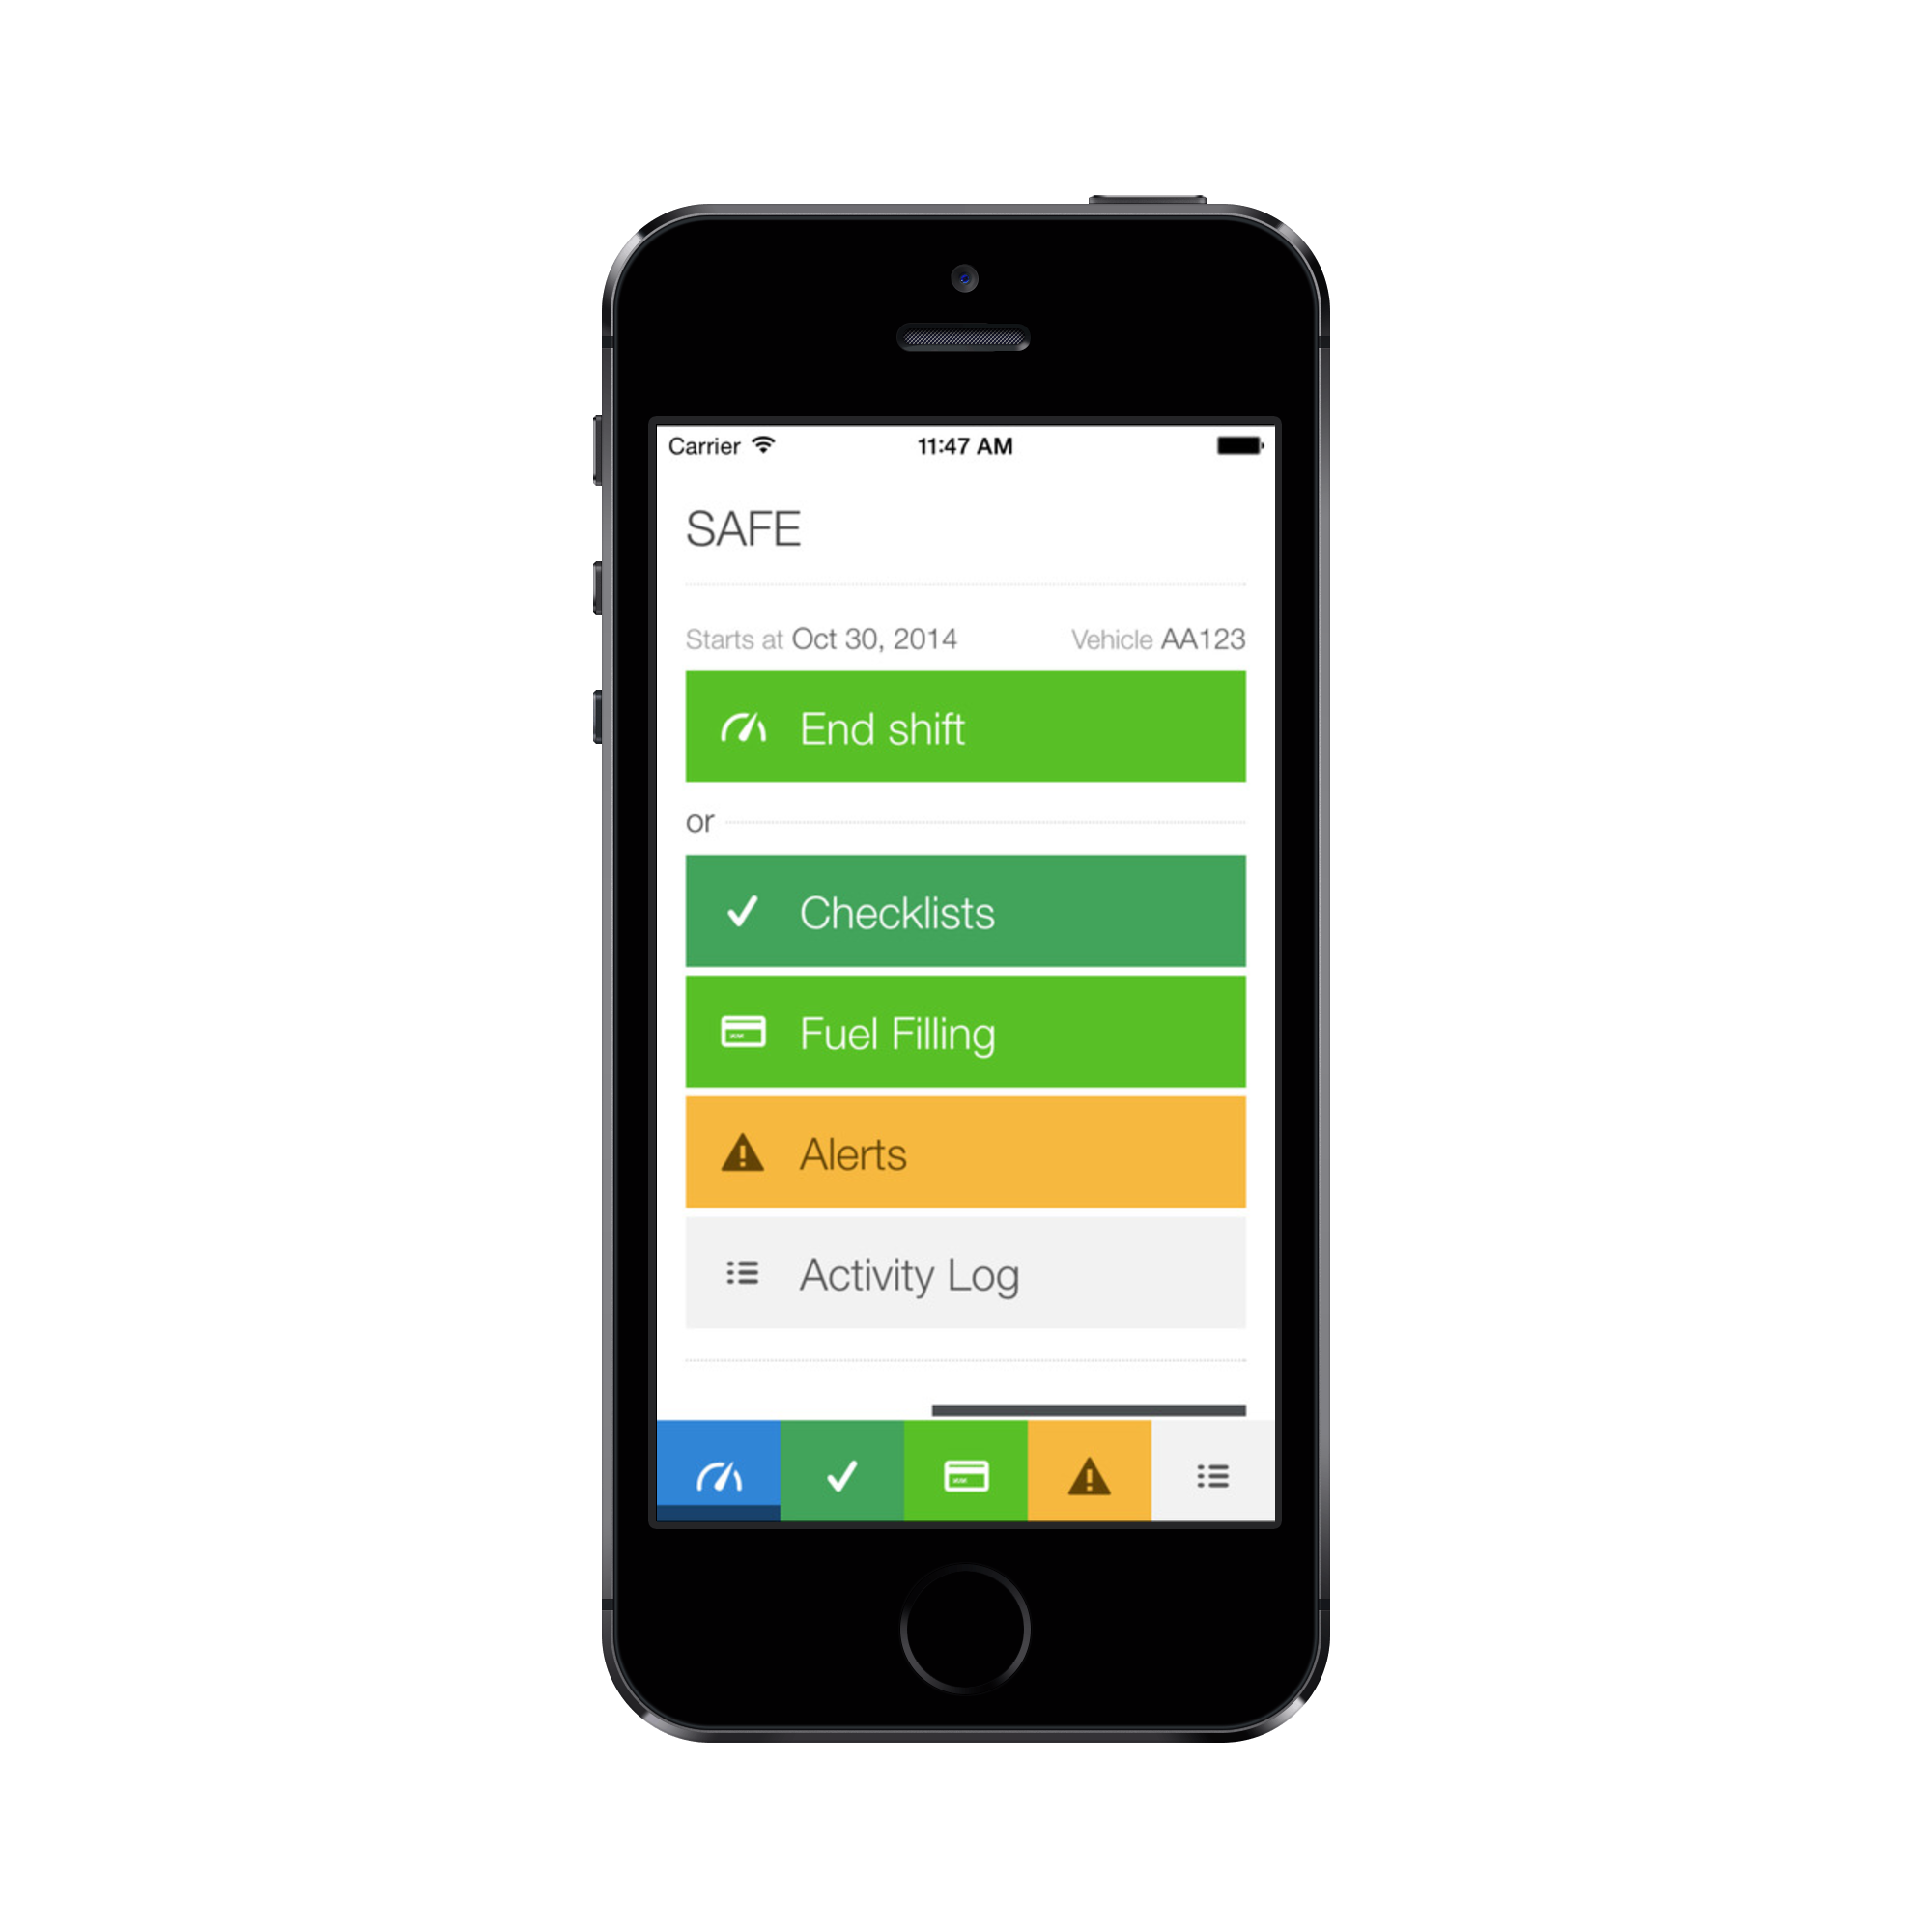 Carrier 11:47 AM
SAFE
Starts at Oct 30, 2014 Vehicle AA123
End shift
or
Checklists
Fuel Filling
Alerts
Activity Log